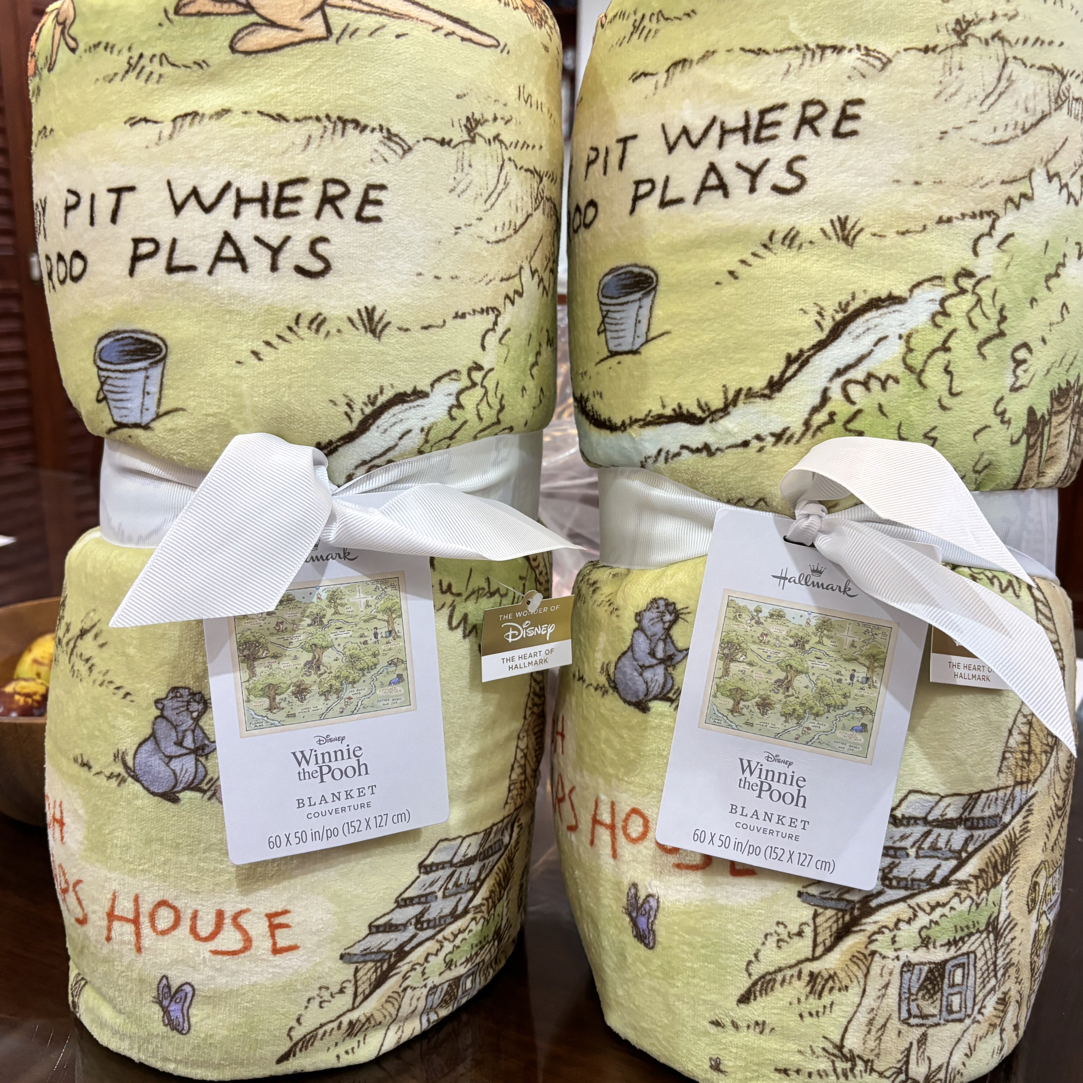 PIT WHERE
ROO PLAYS
PIT WHERE
PLAYS
Hallmark
THE WONDER OF
Disney
THE HEART OF
HALLMARK
Disney
Winnie
the Pooh
BLANKET
COUVERTURE
60 X 50 in/po (152 X 127 cm)
HOUSE
Hallmark
THE HEART OF
HALLMARK
Disney
Winnie
the Pooh
BLANKET
COUVERTURE
60 X 50 in/po (152 X 127 cm)